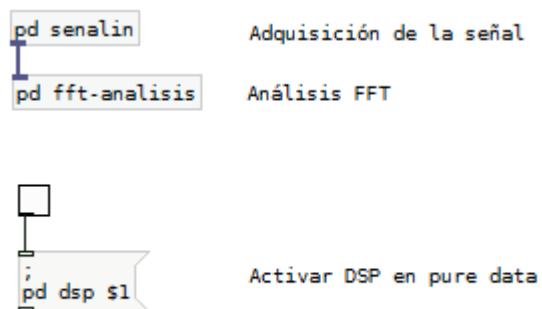 pd senalin
Adquisición de la señal
pd fft-analisis
Análisis FFT
;
pd dsp $1
Activar DSP en pure data